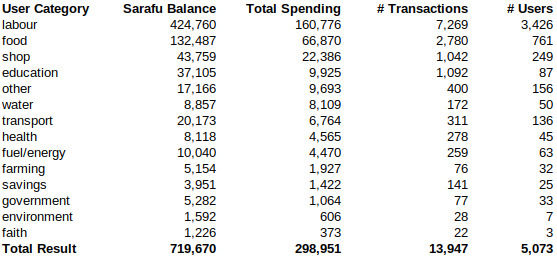 User Category Sarafu Balance Total Spending # Transactions # Users
labour 424,760 160,776 7,269 3,426
food 132,487 66,870 2,780 761
shop 43,759 22,386 1,042 249
education 37,105 9,925 1,092 87
other 17,166 9,693 400 156
water 8,857 8,109 172 50
transport 20,173 6,764 311 136
health 8,118 4,565 278 45
fuel/energy 10,040 4,470 259 63
farming 5,154 1,927 76 32
savings 3,951 1,422 141 25
government 5,282 1,064 77 33
environment 1,592 606 28 7
faith 1,226 373 22 3
Total Result 719,670 298,951 13,947 5,073